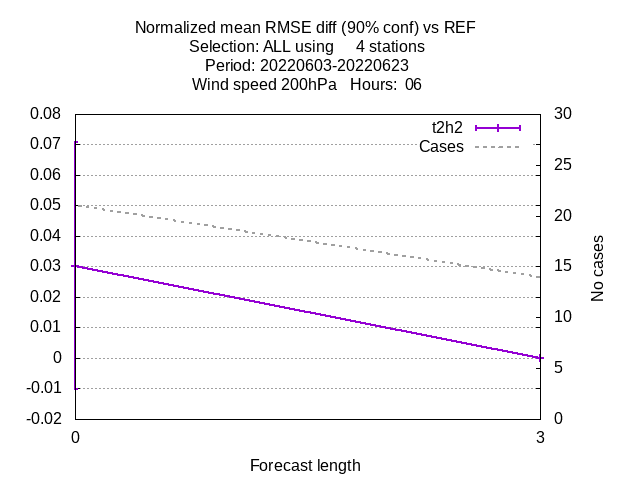 Normalized mean RMSE diff (90% conf) vs REF
Selection: ALL using     4 stations
Period: 20220603-20220623
Wind speed 200hPa   Hours:  06
0.08
0.07
0.06
0.05
0.04
0.03
0.02
0.01
0
-0.01
-0.02
t2h2
Cases
30
25
20
15
10
5
0
No cases
0
3
Forecast length